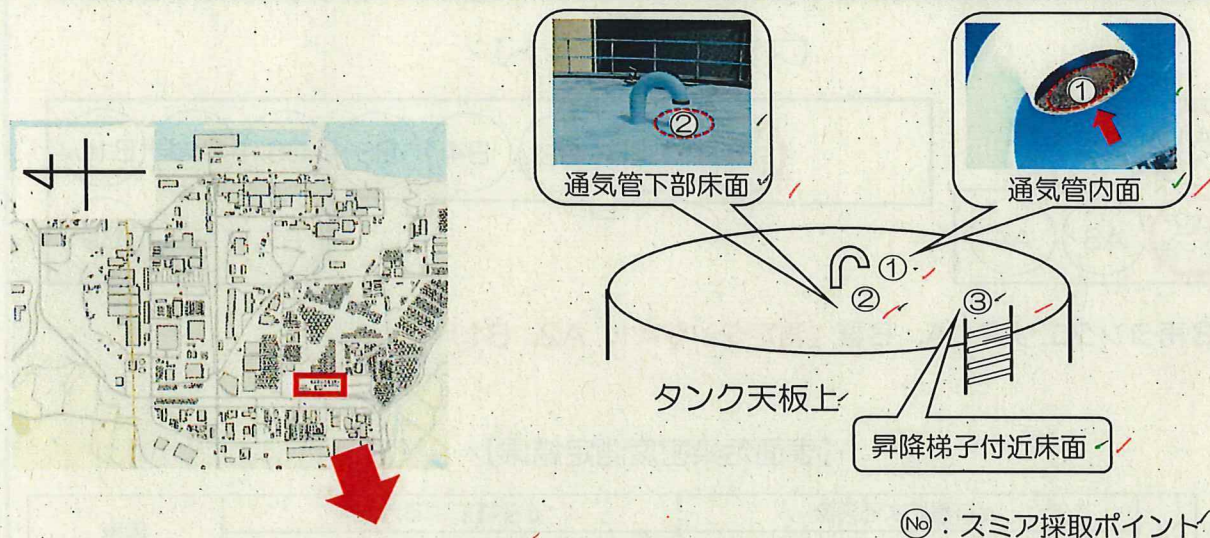 ②
通気管下部床面
①
通気管内面
①
②
③
タンク天板上
昇降梯子付近床面
No:スミア採取ポイント